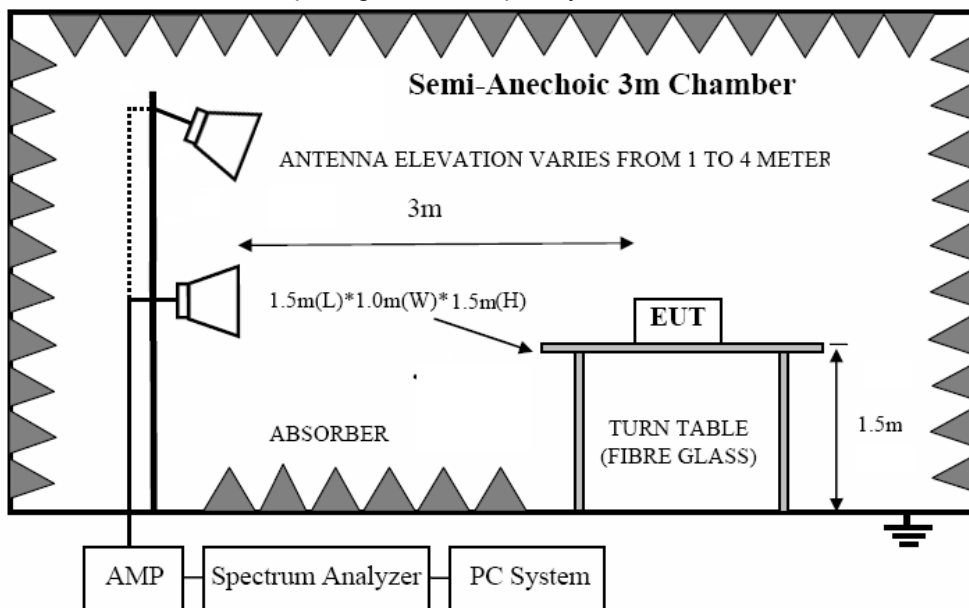 Semi-Anechoic 3m Chamber
ANTENNA ELEVATION VARIES FROM 1 TO 4 METER
3m
1.5m(L)*1.0m(W)*1.5m(H)
EUT
ABSORBER
TURN TABLE
(FIBRE GLASS)
1.5m
AMP
Spectrum Analyzer
PC System